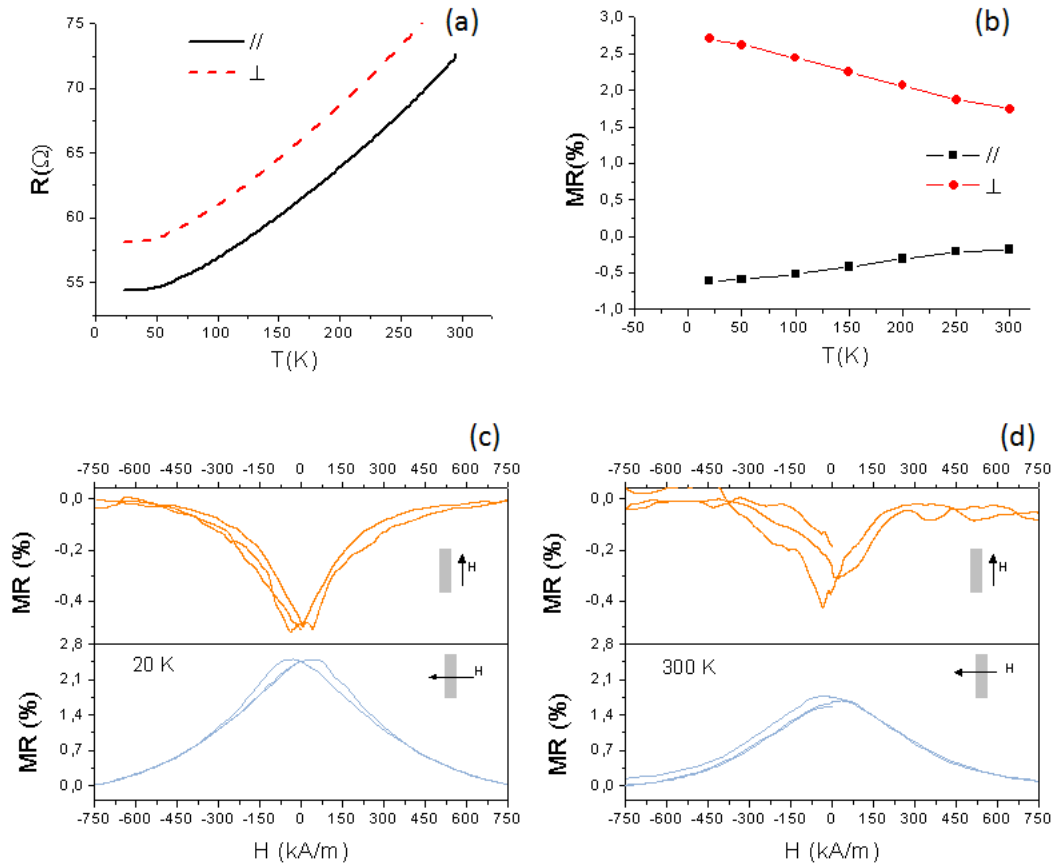 (a)
75
70
65
60
55
R(Ω)
//
⊥
0 50 100 150 200 250 300
T(K)
(b)
3,0
2,5
2,0
1,5
1,0
0,5
0,0
-0,5
-1,0
MR(%)
//
⊥
-50 0 50 100 150 200 250 300
T(K)
(c)
-750 -600 -450 -300 -150 0 150 300 450 600 750
0,0
-0,2
-0,4
MR (%)
H
2,8
2,1
1,4
0,7
0,0
MR (%)
20 K
H
-750 -600 -450 -300 -150 0 150 300 450 600 750
H (kA/m)
(d)
-750 -600 -450 -300 -150 0 150 300 450 600 750
0,0
-0,2
-0,4
MR (%)
H
2,8
2,1
1,4
0,7
0,0
MR (%)
300 K
H
-750 -600 -450 -300 -150 0 150 300 450 600 750
H (kA/m)